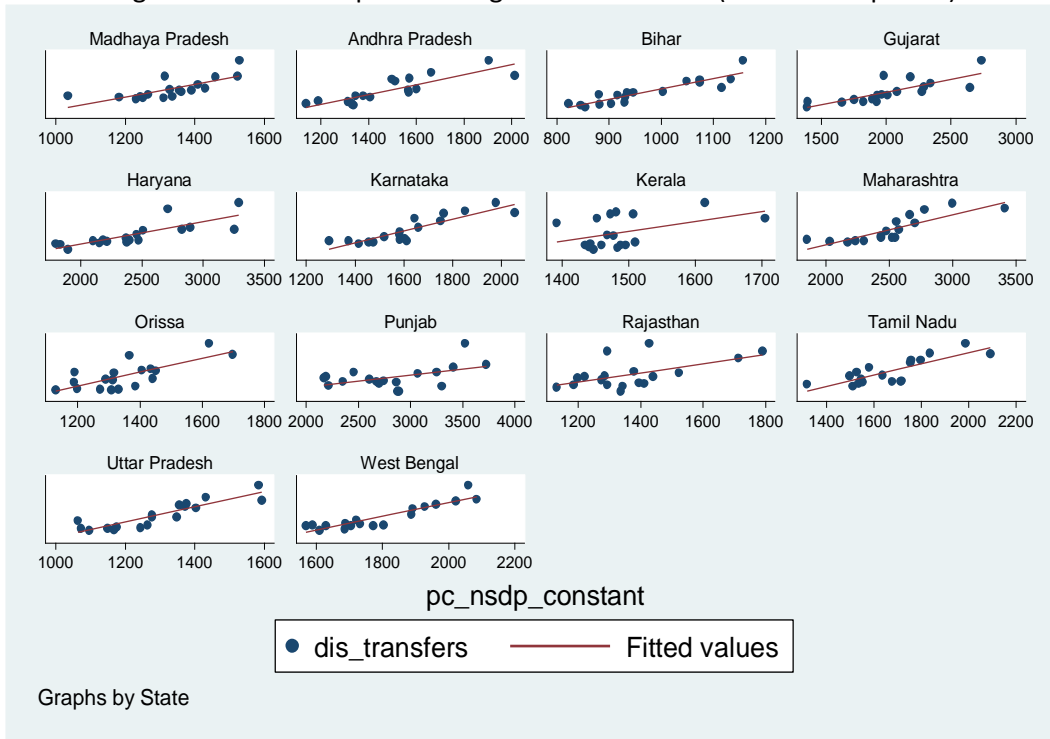 Madhaya Pradesh Andhra Pradesh Bihar Gujarat
1000 1200 1400 1600 1200 1400 1600 1800 2000 800 900 1000 1100 1200 1500 2000 2500 3000
Haryana Karnataka Kerala Maharashtra
2000 2500 3000 3500 1200 1400 1600 1800 2000 1400 1500 1600 1700 2000 2500 3000 3500
Orissa Punjab Rajasthan Tamil Nadu
1200 1400 1600 1800 2000 2500 3000 3500 4000 1200 1400 1600 1800 1400 1600 1800 2000 2200
Uttar Pradesh West Bengal
1000 1200 1400 1600 1600 1800 2000 2200
pc_nsdp_constant
dis_transfers Fitted values
Graphs by State